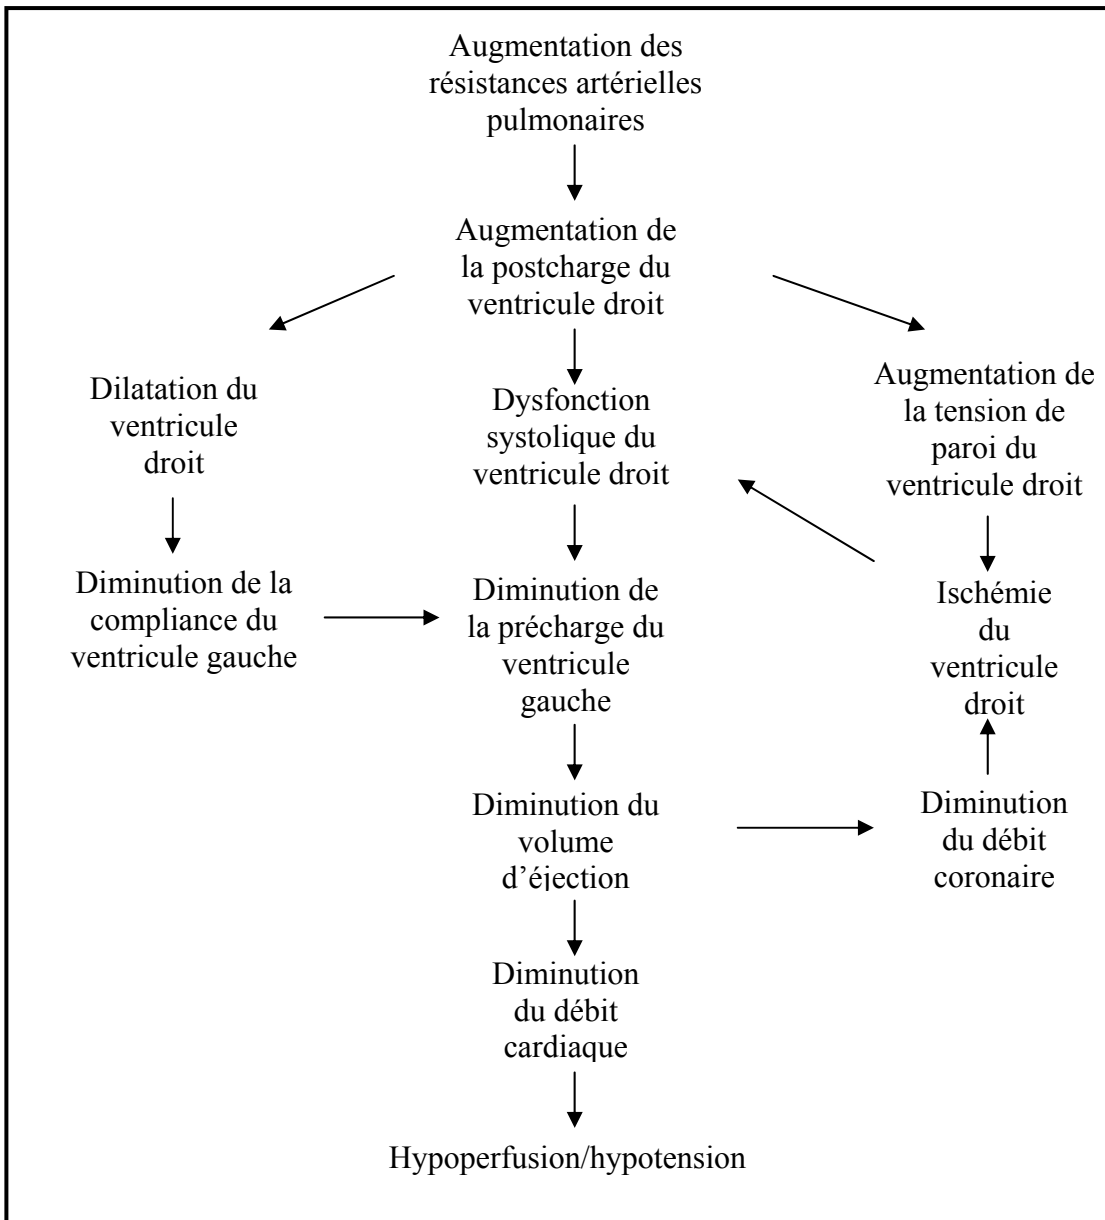 Augmentation des
résistances artérielles
pulmonaires
Augmentation de
la postcharge du
ventricule droit
Dilatation du
ventricule
droit
Dysfonction
systolique du
ventricule droit
Augmentation de
la tension de
paroi du
ventricule droit
Diminution de la
compliance du
ventricule gauche
Diminution de
la précharge du
ventricule
gauche
Ischémie
du
ventricule
droit
Diminution du
volume
d’éjection
Diminution
du débit
coronaire
Diminution
du débit
cardiaque
Hypoperfusion/hypotension